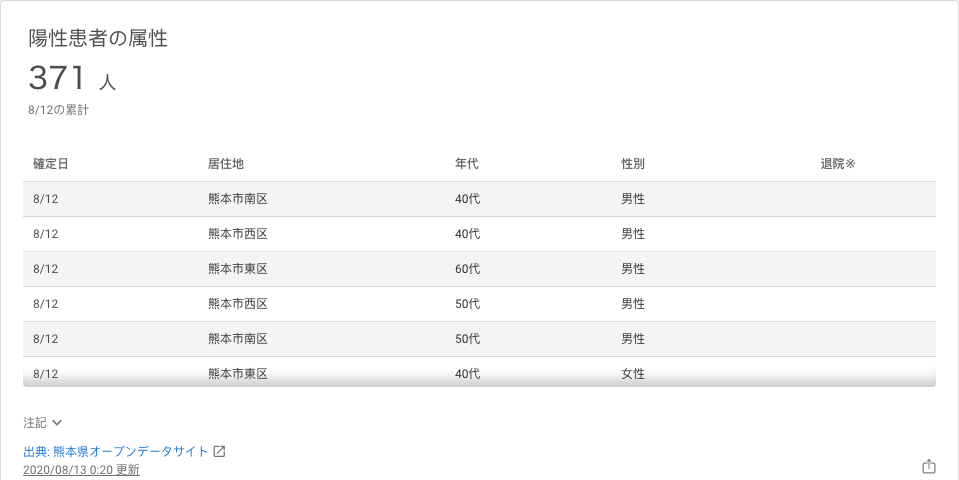 陽性患者の属性
371 人
8/12の累計
確定日 居住地 年代 性別 退院※
8/12 熊本市南区 40代 男性
8/12 熊本市西区 40代 男性
8/12 熊本市東区 60代 男性
8/12 熊本市西区 50代 男性
8/12 熊本市南区 50代 男性
8/12 熊本市東区 40代 女性
注記
出典: 熊本県オープンデータサイト
2020/08/13 0:20 更新